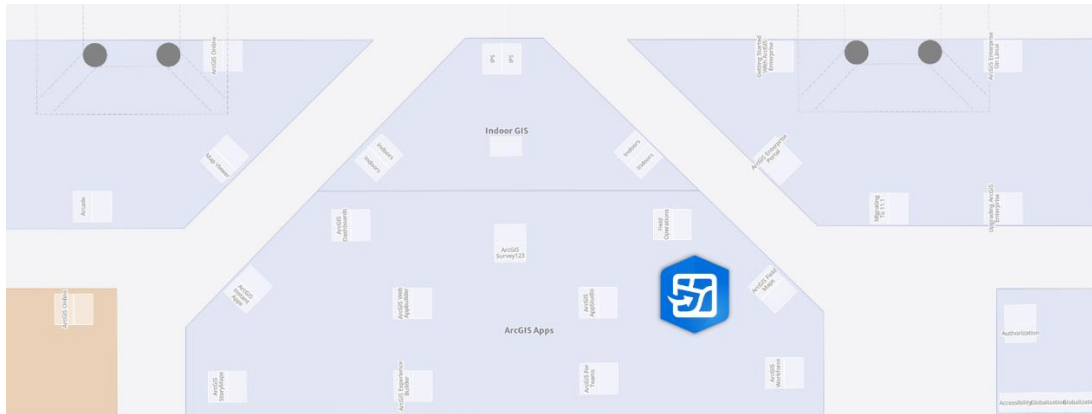 ArcGIS Online
IPS
IPS
Getting Started
With ArcGIS
Enterprise
ArcGIS Enterprise
On Linux
Indoor GIS
Map Viewer
Indoors
Indoors
Indoors
Indoors
ArcGIS Enterprise
Portal
Arcade
ArcGIS
Dashboards
ArcGIS
Survey123
Field
Operations
Migrating
To 11.1
Upgrading ArcGIS
Enterprise
ArcGIS
Instant
Apps
ArcGIS Field
Maps
ArcGIS Online
ArcGIS Web
AppBuilder
ArcGIS
AppStudio
ArcGIS Apps
Authorization
ArcGIS
StoryMaps
ArcGIS Experience
Builder
ArcGIS For
Teams
ArcGIS
Workforce
Accessibility
Globalization